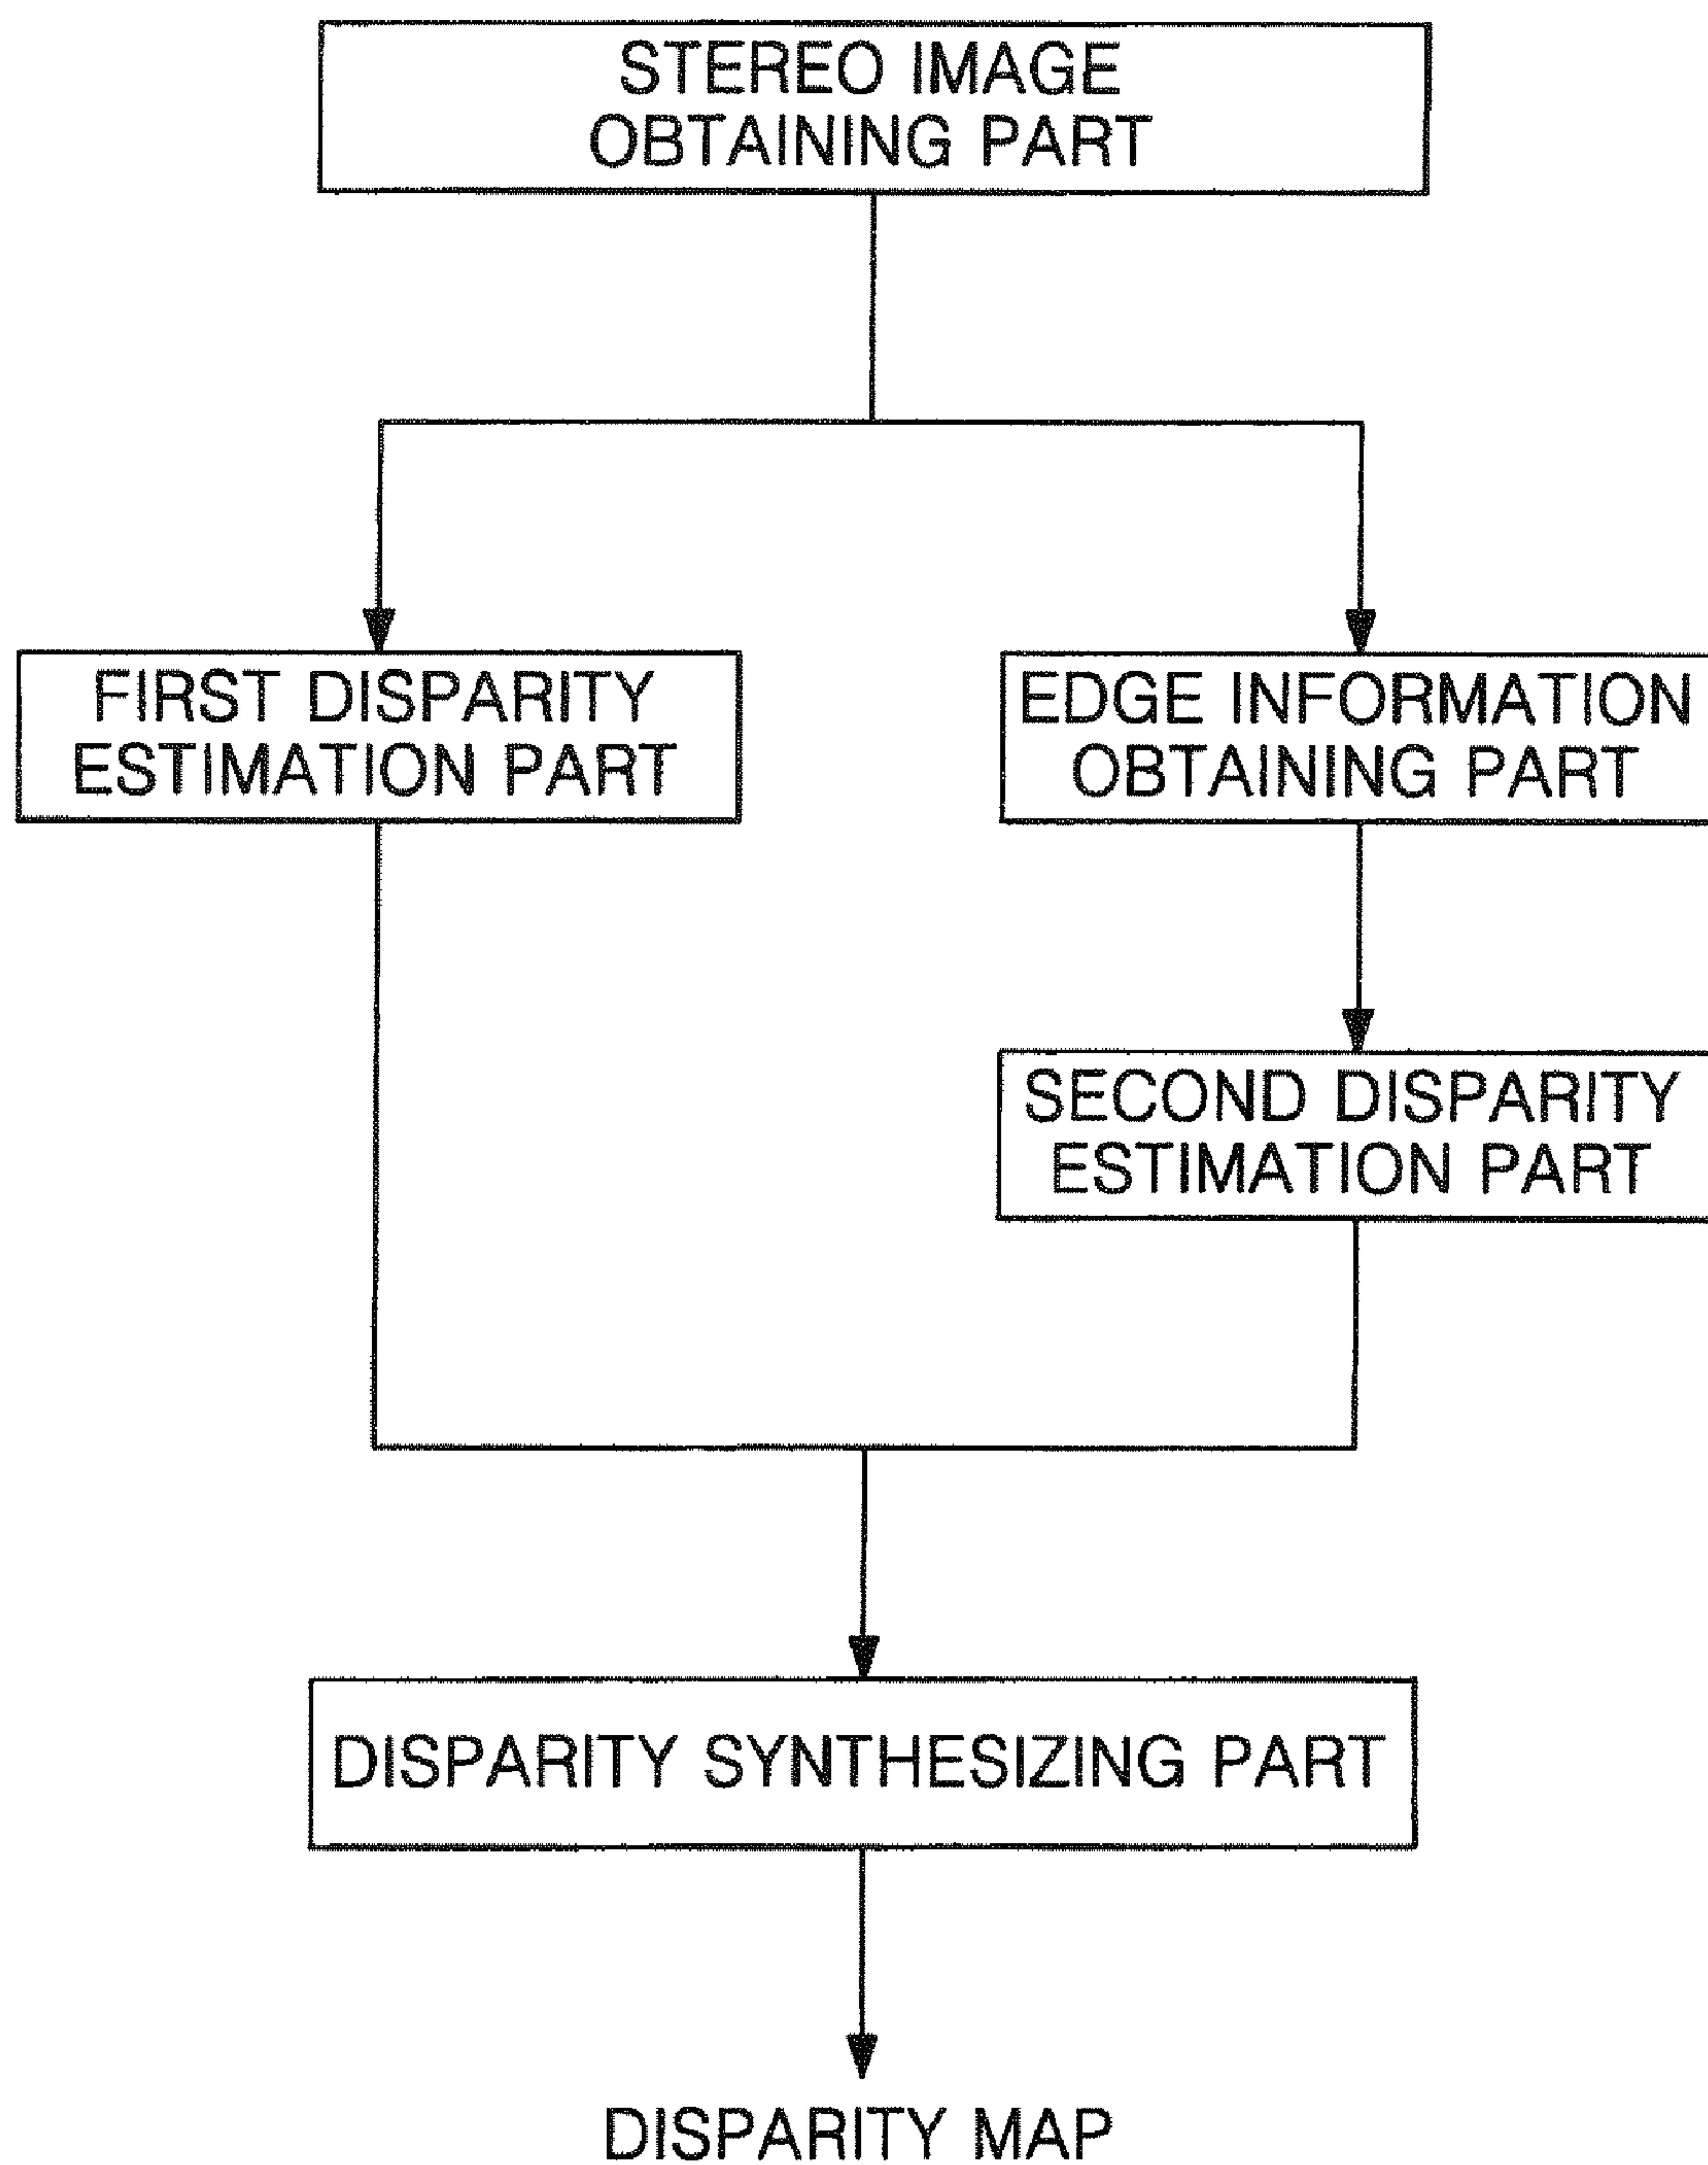 STEREO IMAGE
OBTAINING PART
FIRST DISPARITY
ESTIMATION PART
EDGE INFORMATION
OBTAINING PART
SECOND DISPARITY
ESTIMATION PART
DISPARITY SYNTHESIZING PART
DISPARITY MAP